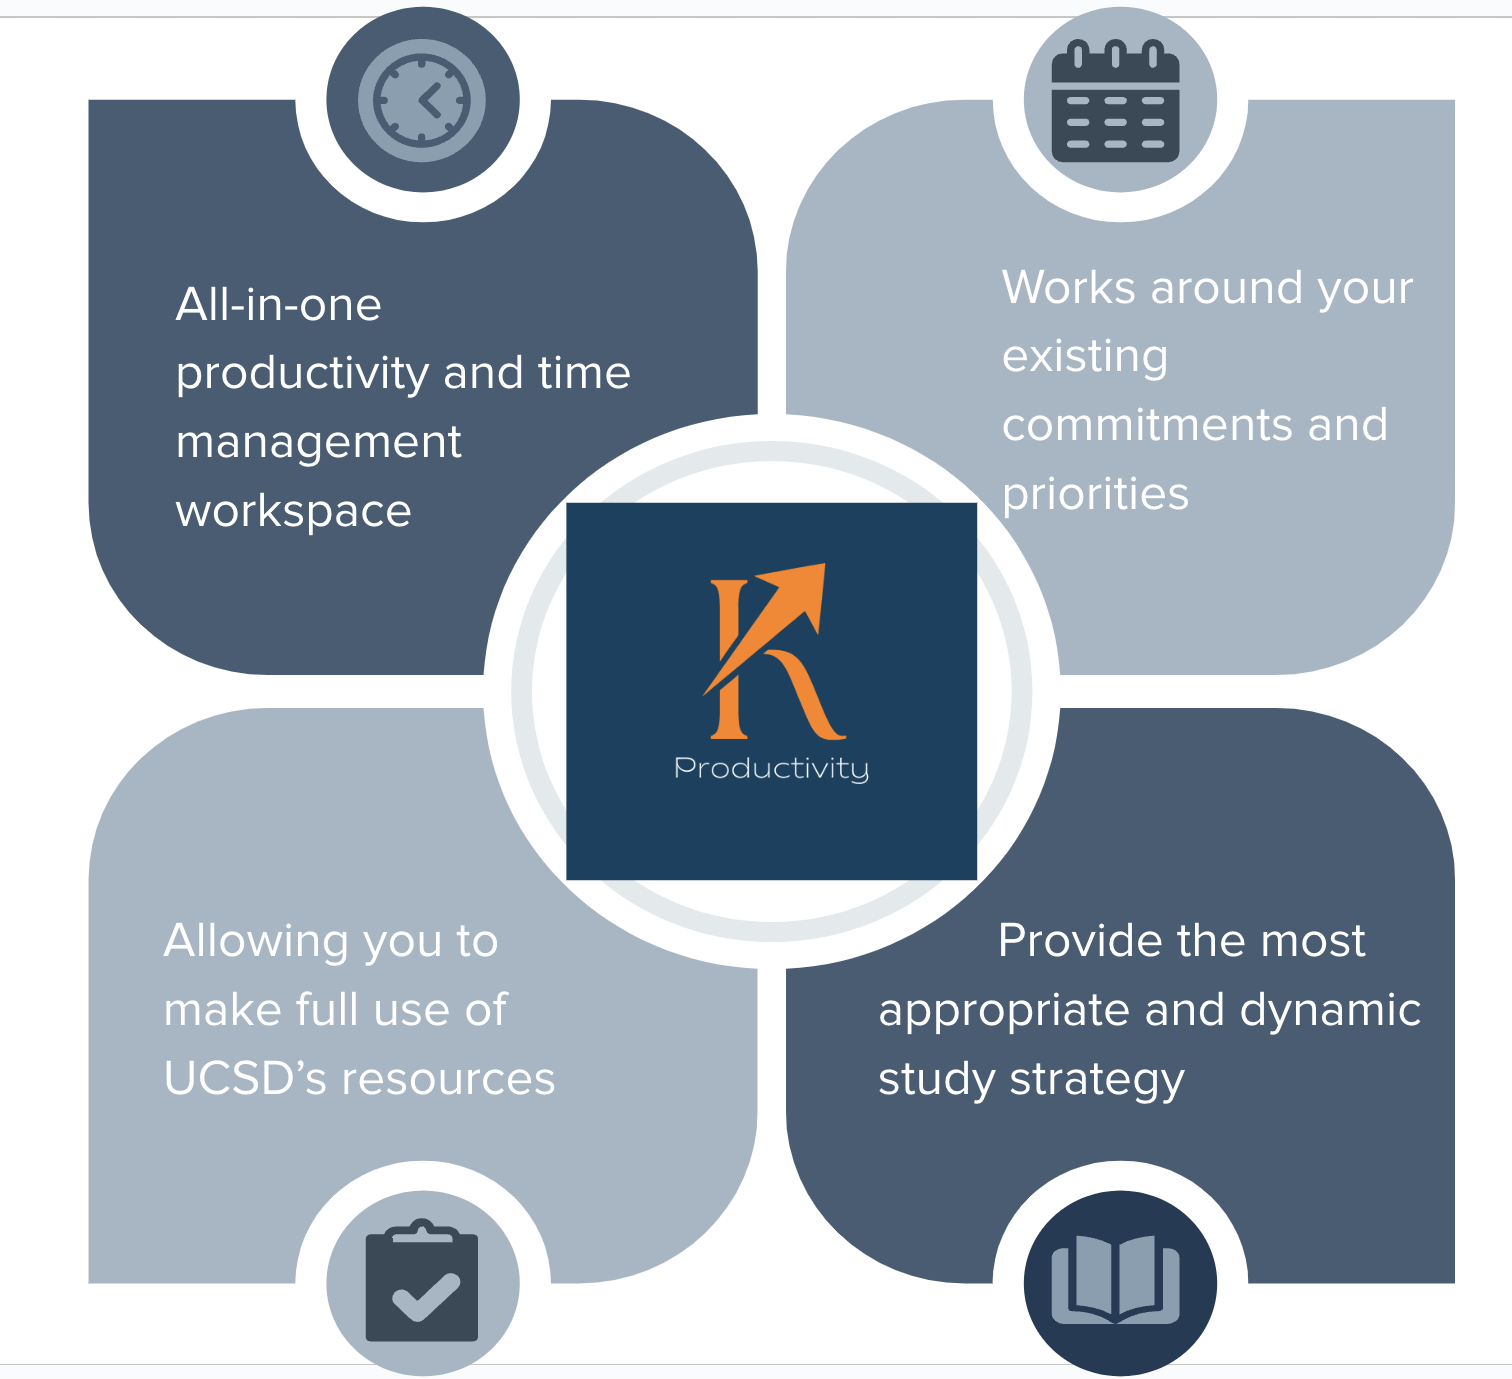 All-in-one
productivity and time
management
workspace
Works around your
existing
commitments and
priorities
K
Productivity
Allowing you to
make full use of
UCSD’s resources
Provide the most
appropriate and dynamic
study strategy